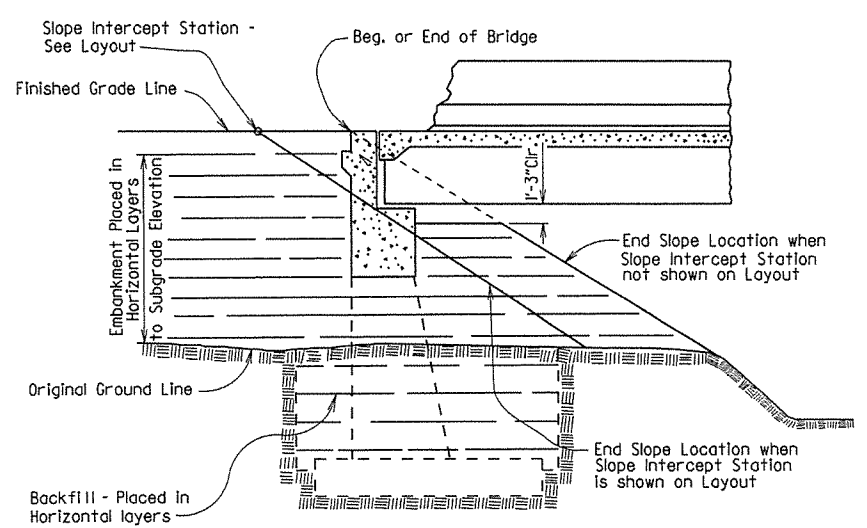 Slope Intercept Station -
See Layout
Beg. or End of Bridge
Finished Grade Line
Embankment Placed in
Horizontal Layers
to Subgrade Elevation
1'-3"Clr.
End Slope Location when
Slope Intercept Station
not shown on Layout
Original Ground Line
End Slope Location when
Slope Intercept Station
is shown on Layout
Backfill - Placed in
Horizontal layers